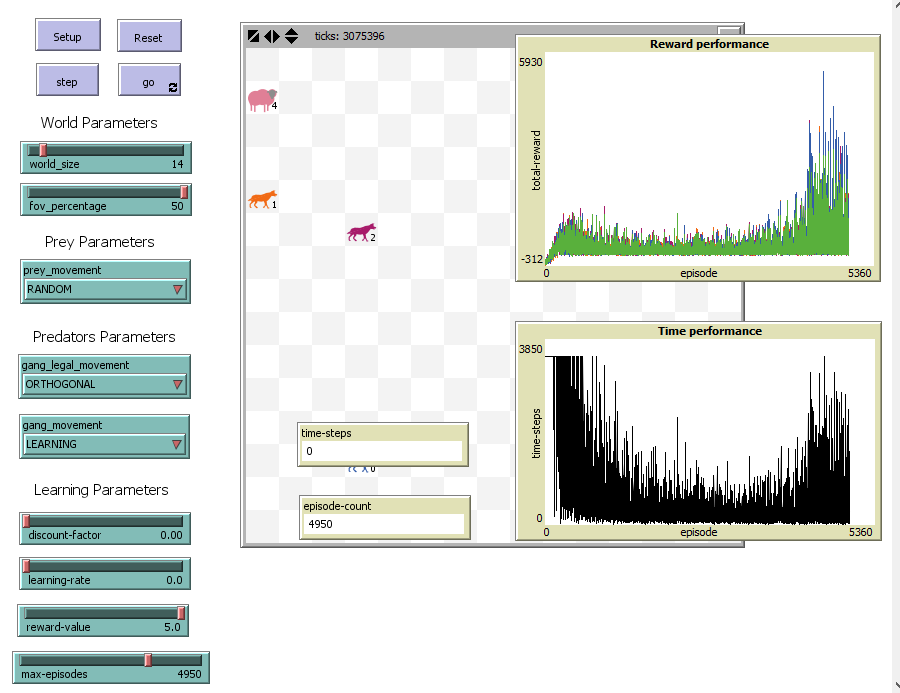 Setup
Reset
step
go
World Parameters
world_size 14
fov_percentage 50
Prey Parameters
prey_movement
RANDOM
Predators Parameters
gang_legal_movement
ORTHOGONAL
gang_movement
LEARNING
Learning Parameters
discount-factor 0.00
learning-rate 0.0
reward-value 5.0
max-episodes 4950
ticks: 3075396
4
1
2
0
time-steps
0
episode-count
4950
Reward performance
5930
total-reward
-312
0 episode 5360
Time performance
3850
time-steps
0
0 episode 5360